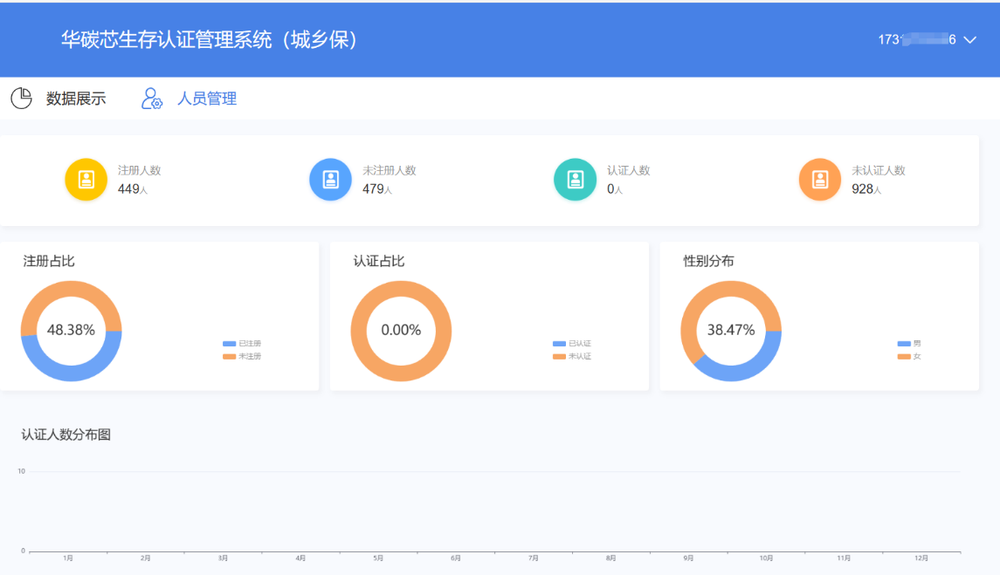 华碳芯生存认证管理系统（城乡保）
173 6
数据展示 人员管理
注册人数 未注册人数 认证人数 未认证人数
449人 479人 0人 928人
注册占比 认证占比 性别分布
48.38% 0.00% 38.47%
已注册 已认证 男
未注册 未认证 女
认证人数分布图
10
0
1月 2月 3月 4月 5月 6月 7月 8月 9月 10月 11月 12月